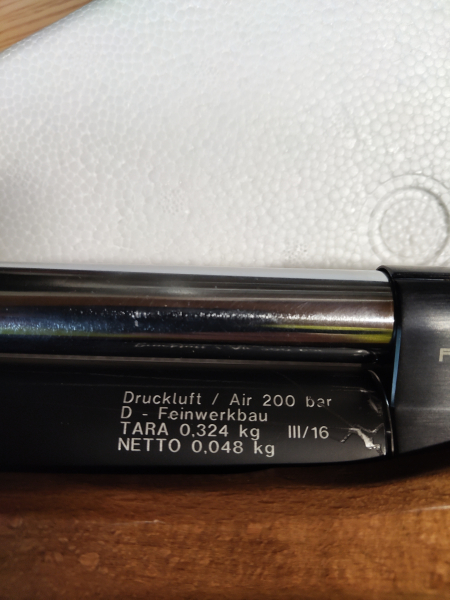 Druckluft / Air 200 bar
D - Feinwerkbau
TARA 0,324 kg III/16
NETTO 0,048 kg
F